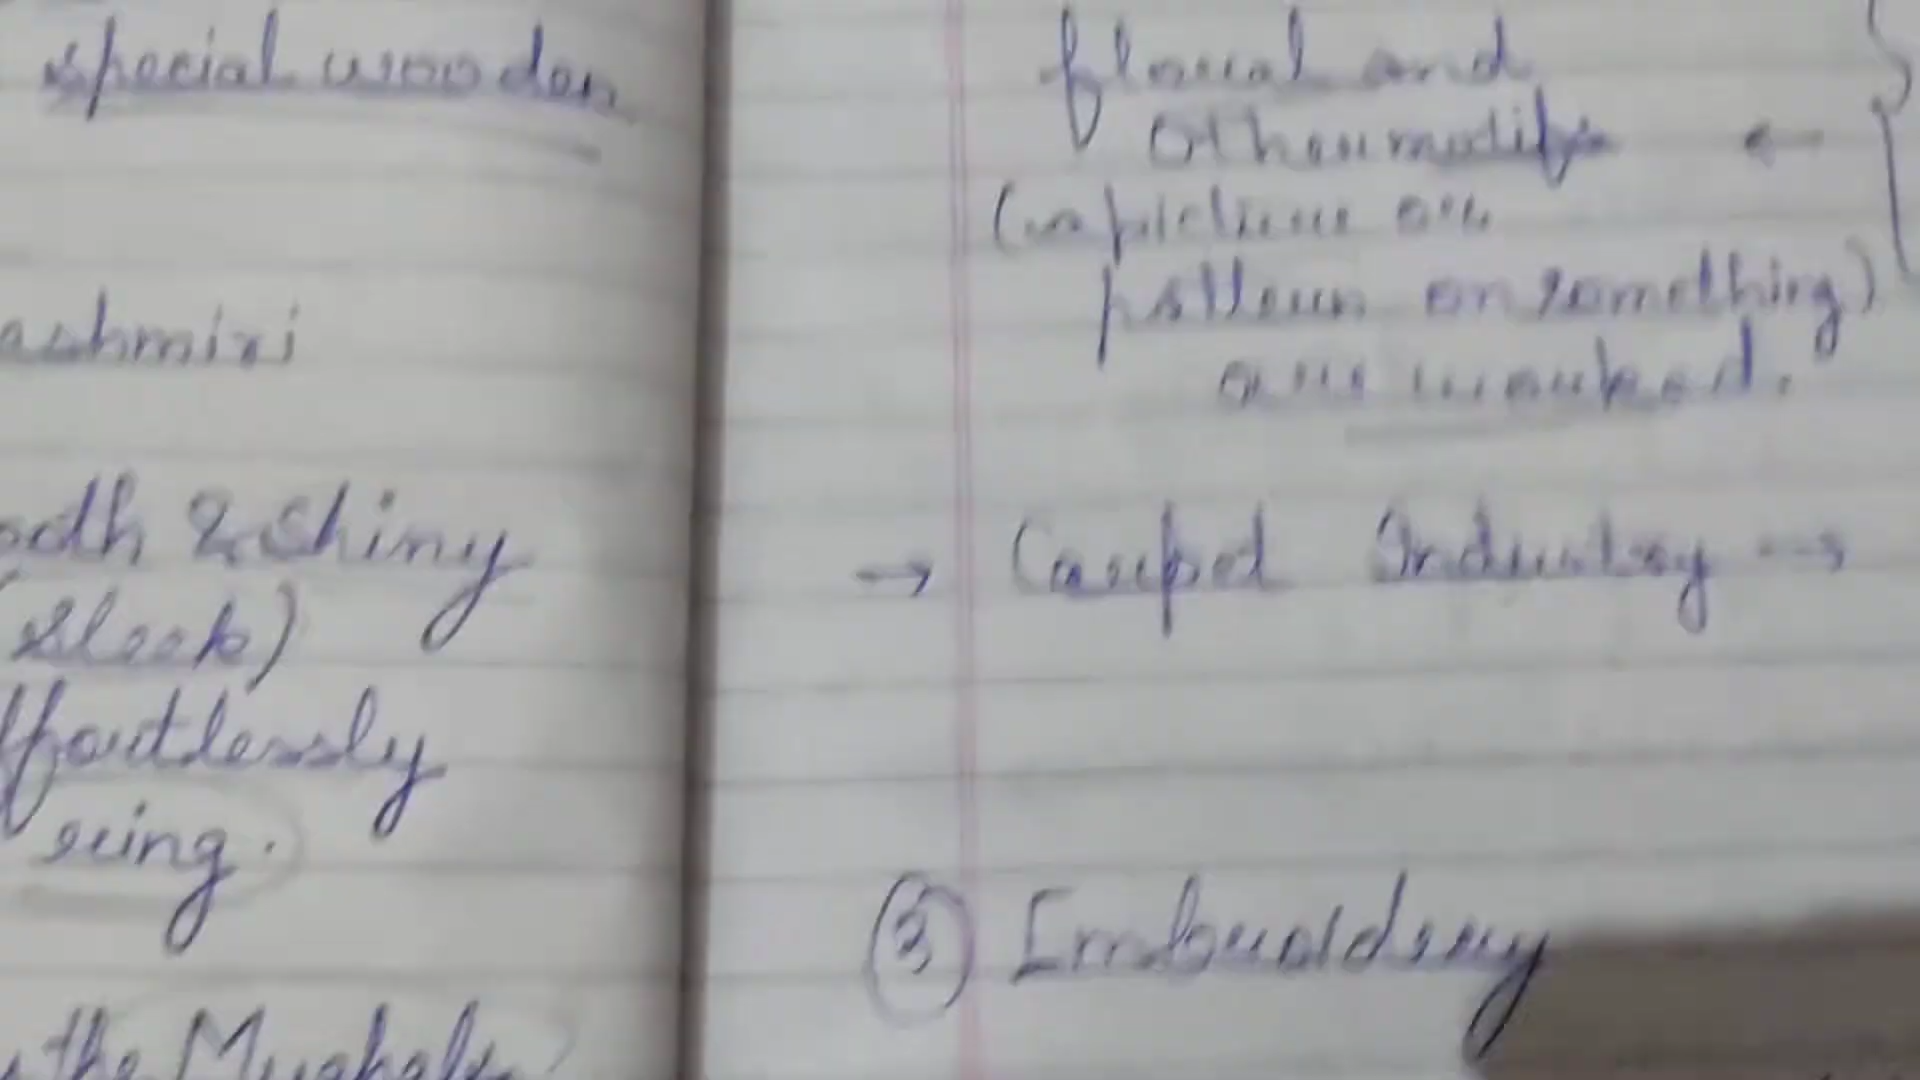 special wooden
ashmiri
oth & shiny
(sleek)
ffortlessly
ring.
the Mughals
floral and
other motifs ←
(a picture or
pattern on something)
are worked.
→ Carpet Industry →
③ Embroidery